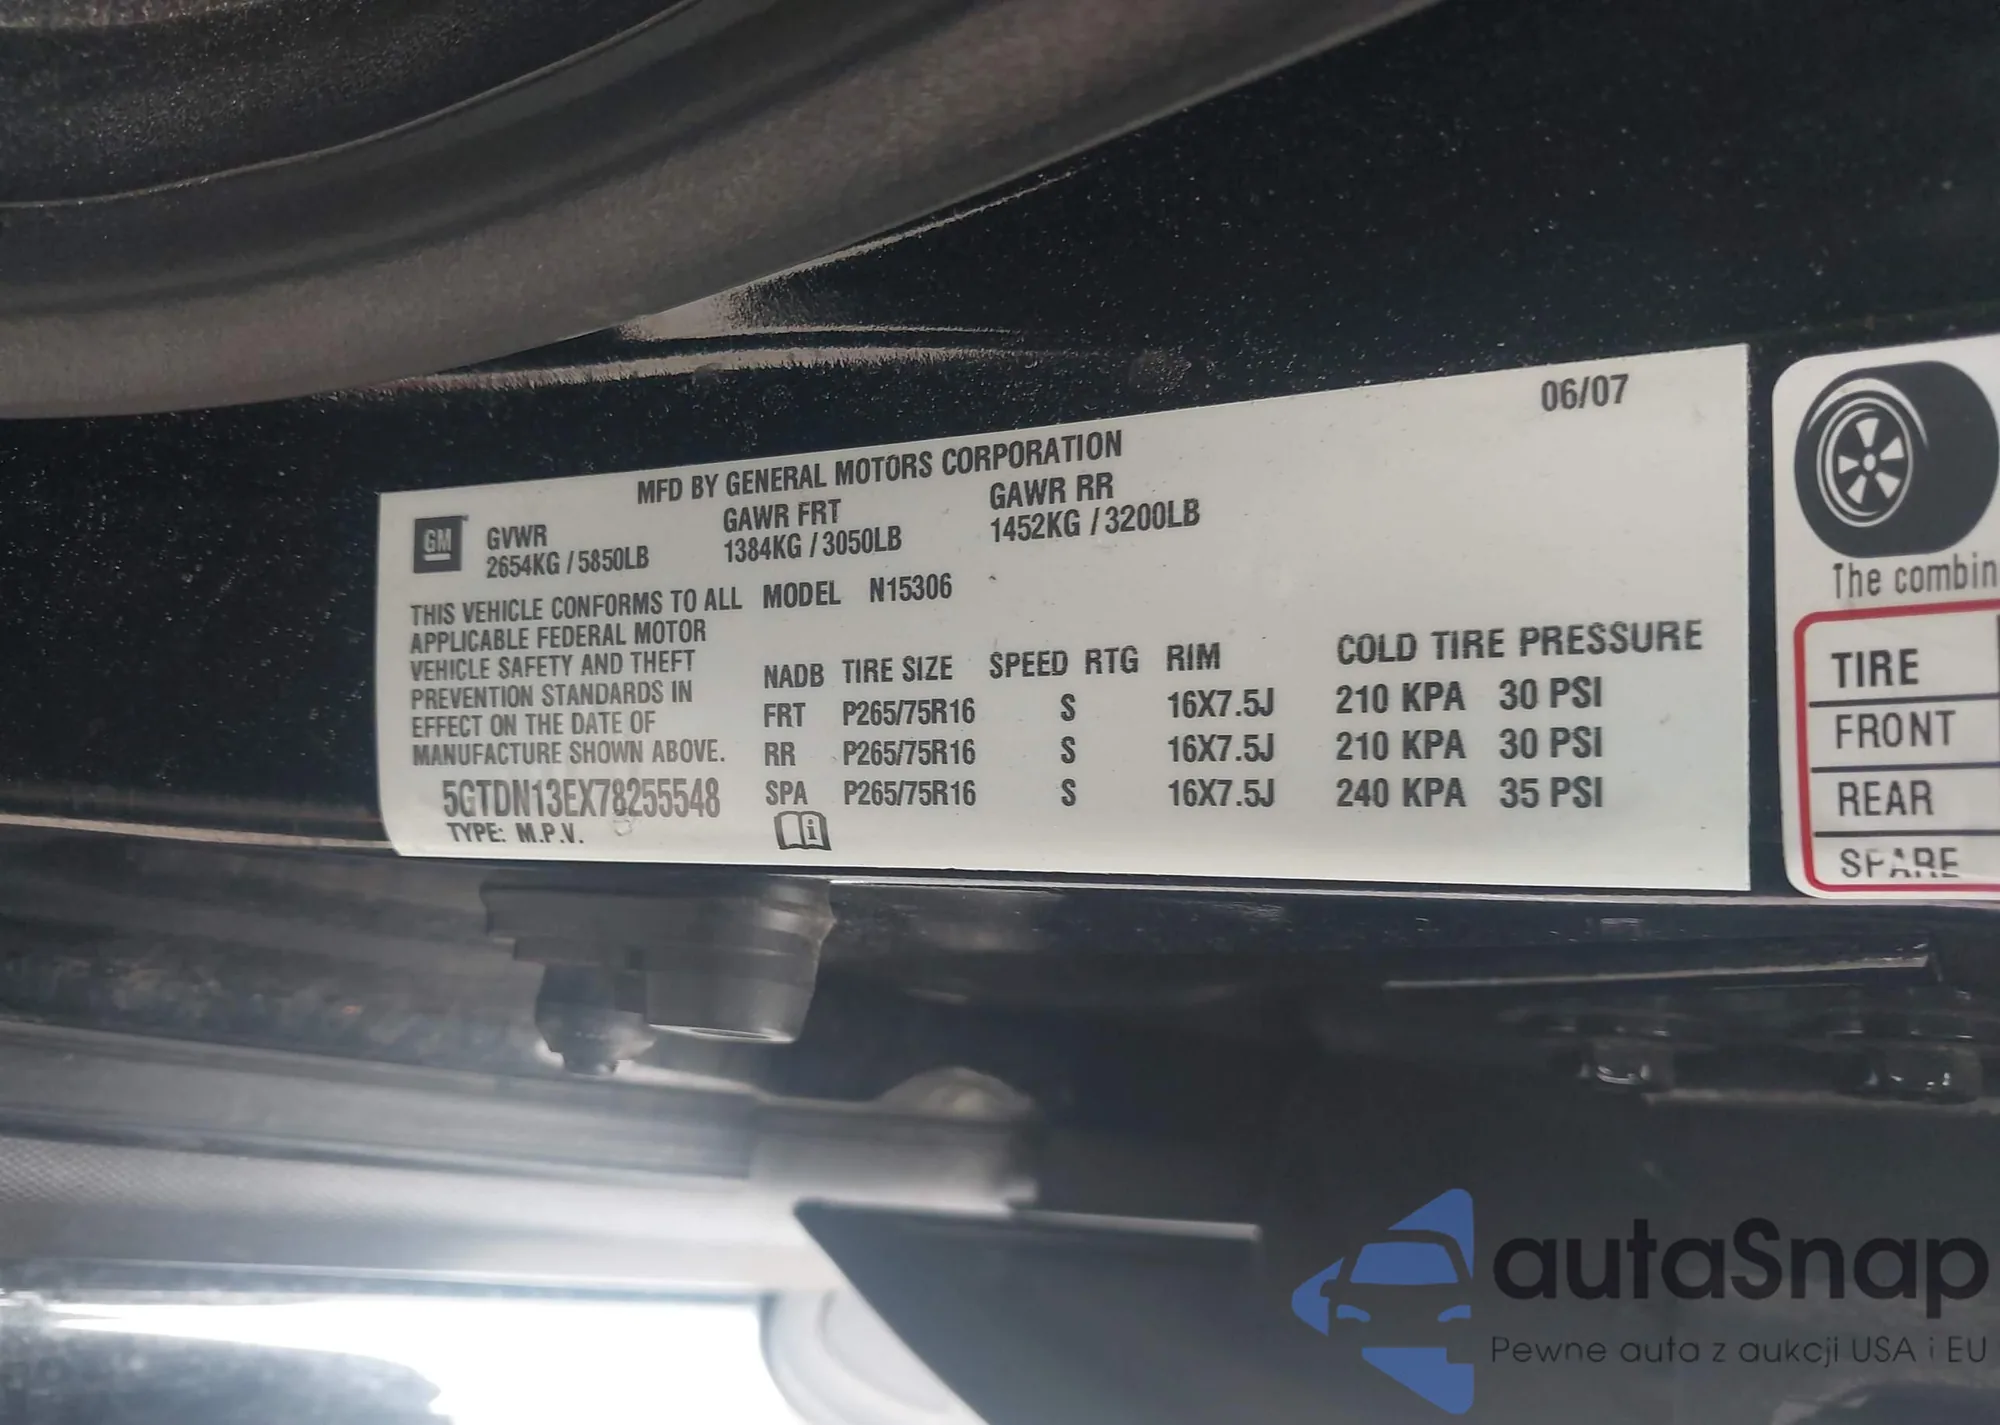 06/07
MFD BY GENERAL MOTORS CORPORATION
GM
GVWR GAWR FRT GAWR RR
2654KG / 5850LB 1384KG / 3050LB 1452KG / 3200LB
THIS VEHICLE CONFORMS TO ALL
APPLICABLE FEDERAL MOTOR
VEHICLE SAFETY AND THEFT
PREVENTION STANDARDS IN
EFFECT ON THE DATE OF
MANUFACTURE SHOWN ABOVE.
5GTDN13EX78255548
TYPE: M.P.V.
MODEL N15306
NADB TIRE SIZE SPEED RTG RIM COLD TIRE PRESSURE
FRT P265/75R16 S 16X7.5J 210 KPA 30 PSI
RR P265/75R16 S 16X7.5J 210 KPA 30 PSI
SPA P265/75R16 S 16X7.5J 240 KPA 35 PSI
i
The combin
TIRE
FRONT
REAR
SPARE
autaSnap
Pewne auta z aukcji USA i EU